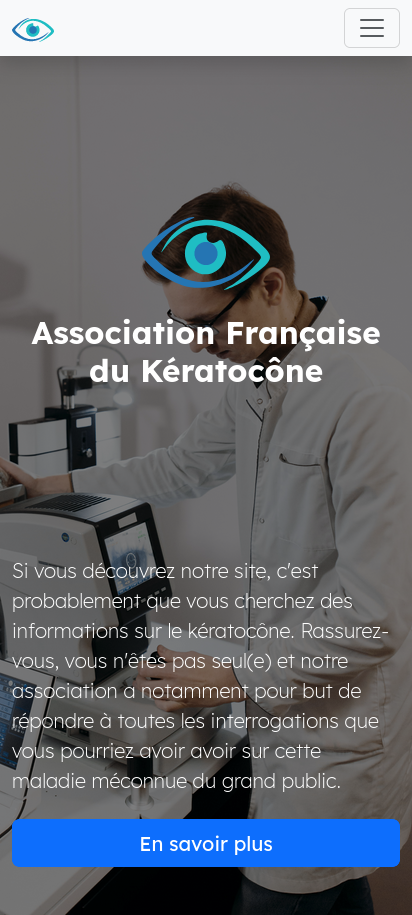 Association Française
du Kératocône
Si vous découvrez notre site, c'est
probablement que vous cherchez des
informations sur le kératocône. Rassurez-
vous, vous n'êtes pas seul(e) et notre
association a notamment pour but de
répondre à toutes les interrogations que
vous pourriez avoir avoir sur cette
maladie méconnue du grand public.
En savoir plus